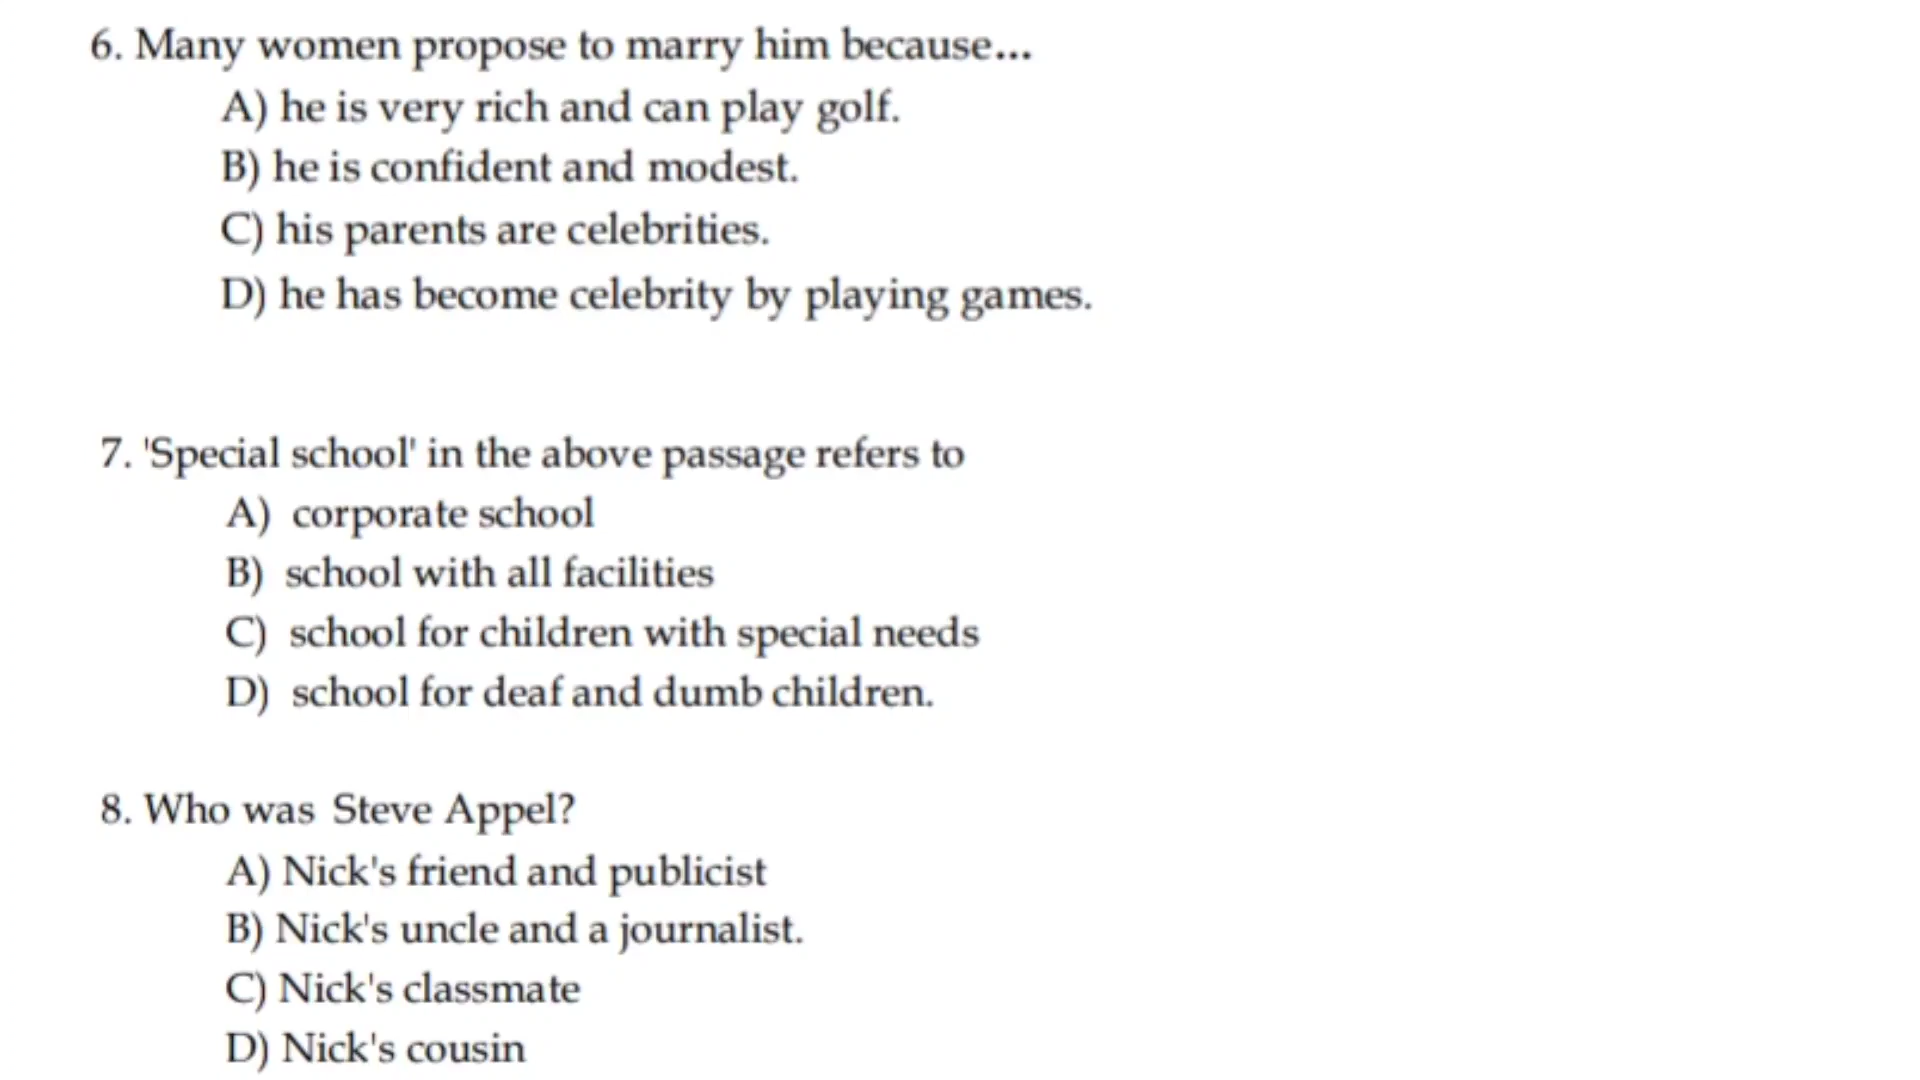 6. Many women propose to marry him because...
A) he is very rich and can play golf.
B) he is confident and modest.
C) his parents are celebrities.
D) he has become celebrity by playing games.
7. 'Special school' in the above passage refers to
A) corporate school
B) school with all facilities
C) school for children with special needs
D) school for deaf and dumb children.
8. Who was Steve Appel?
A) Nick's friend and publicist
B) Nick's uncle and a journalist.
C) Nick's classmate
D) Nick's cousin